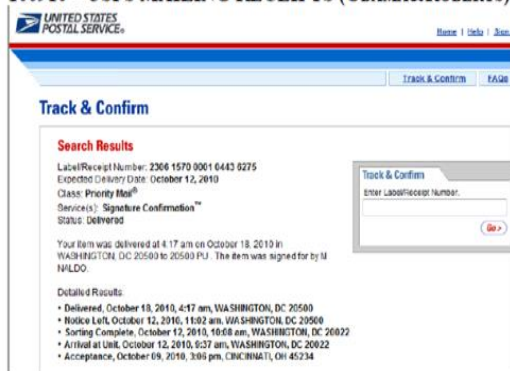 USPS MAILING RECEIPTS
UNITED STATES
POSTAL SERVICE®
Home | Help |
Track & Confirm FAQs
Track & Confirm
Search Results
Label/Receipt Number: 2306 1570 0001 0443 6275
Expected Delivery Date: October 12, 2010
Class: Priority Mail®
Service(s): Signature Confirmation™
Status: Delivered
Track & Confirm
Enter Label/Receipt Number.
Go >
Your item was delivered at 4:17 am on October 18, 2010 in
WASHINGTON, DC 20500 to 20500 PU. The item was signed for by M
NALDO.
Detailed Results:
• Delivered, October 18, 2010, 4:17 am, WASHINGTON, DC 20500
• Notice Left, October 12, 2010, 11:02 am, WASHINGTON, DC 20500
• Sorting Complete, October 12, 2010, 10:08 am, WASHINGTON, DC 20022
• Arrival at Unit, October 12, 2010, 9:37 am, WASHINGTON, DC 20022
• Acceptance, October 09, 2010, 3:06 pm, CINCINNATI, OH 45234